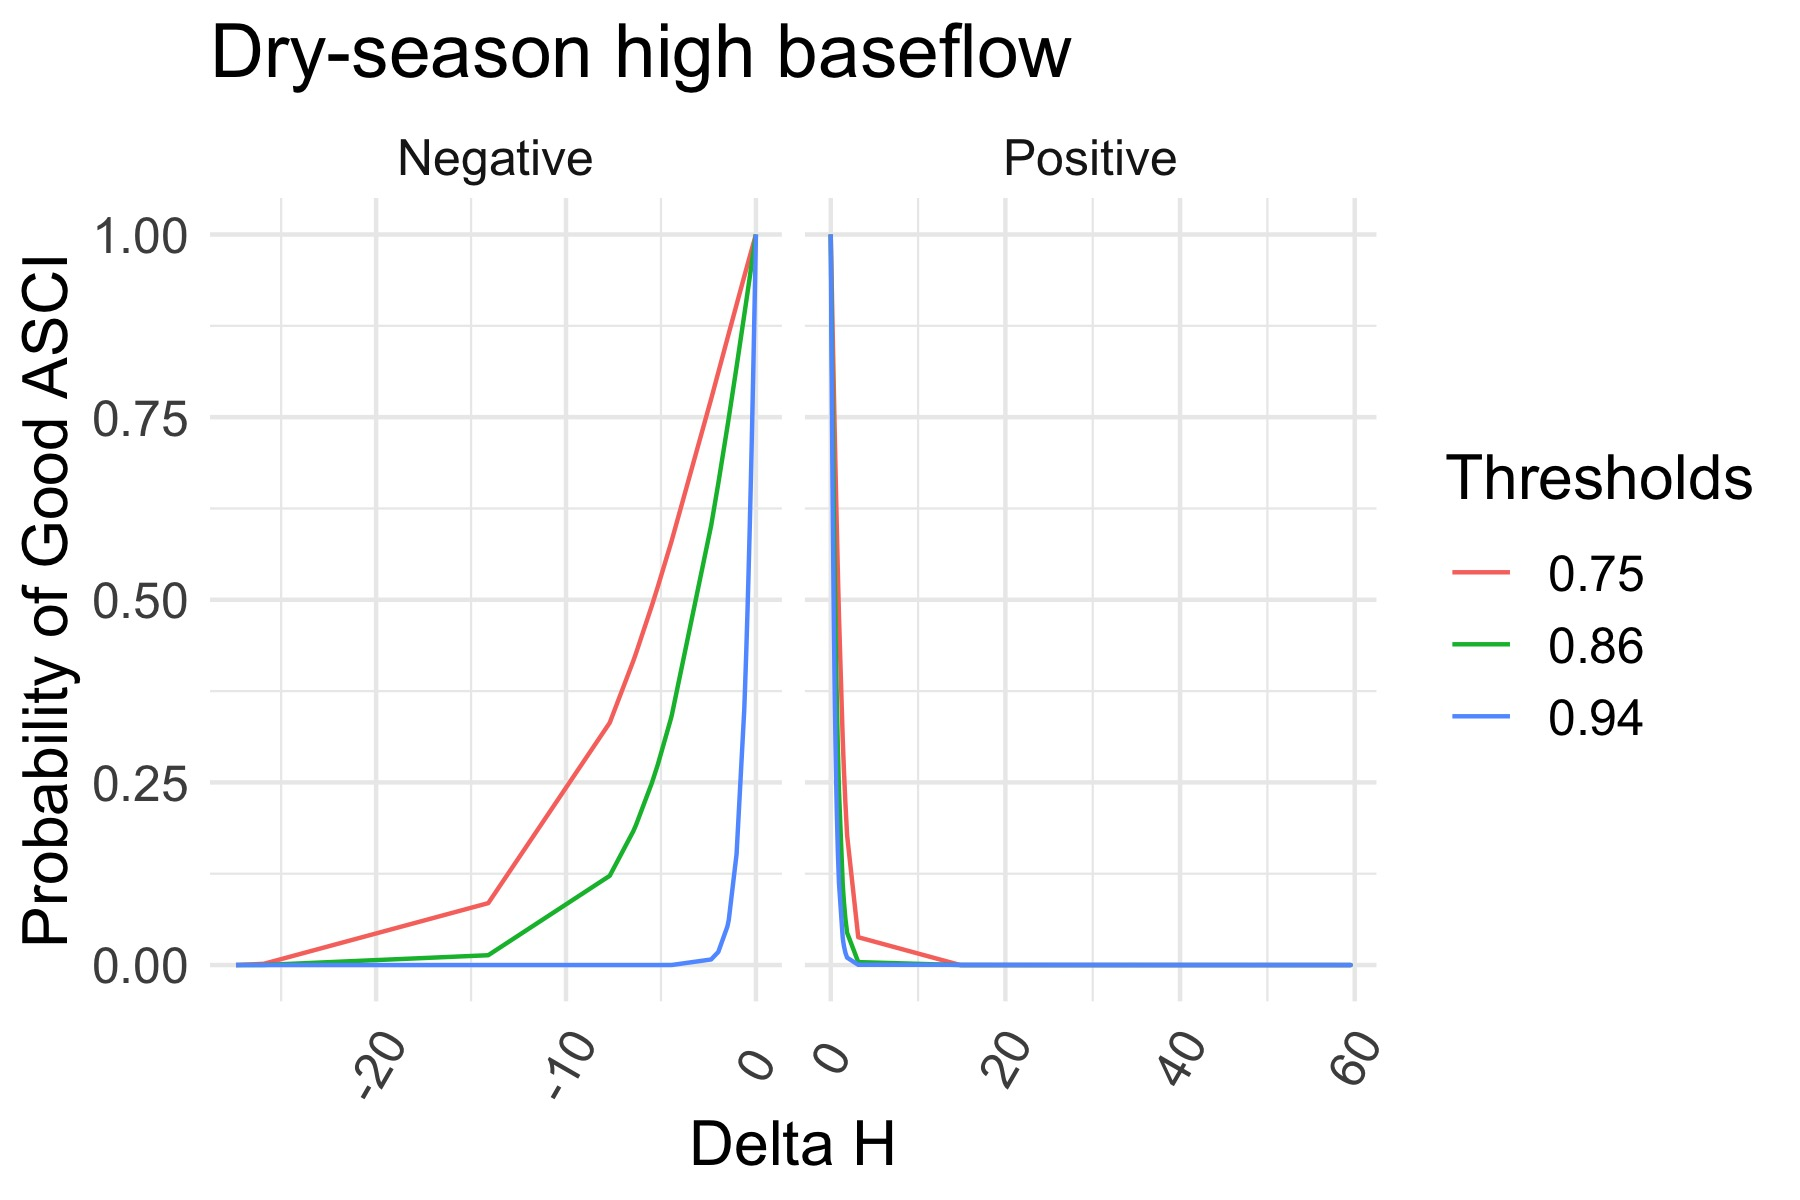 Dry-season high baseflow
Negative
Positive
Probability of Good ASCI
1.00
0.75
0.50
0.25
0.00
-20
-10
0
0
20
40
60
Delta H
Thresholds
0.75
0.86
0.94